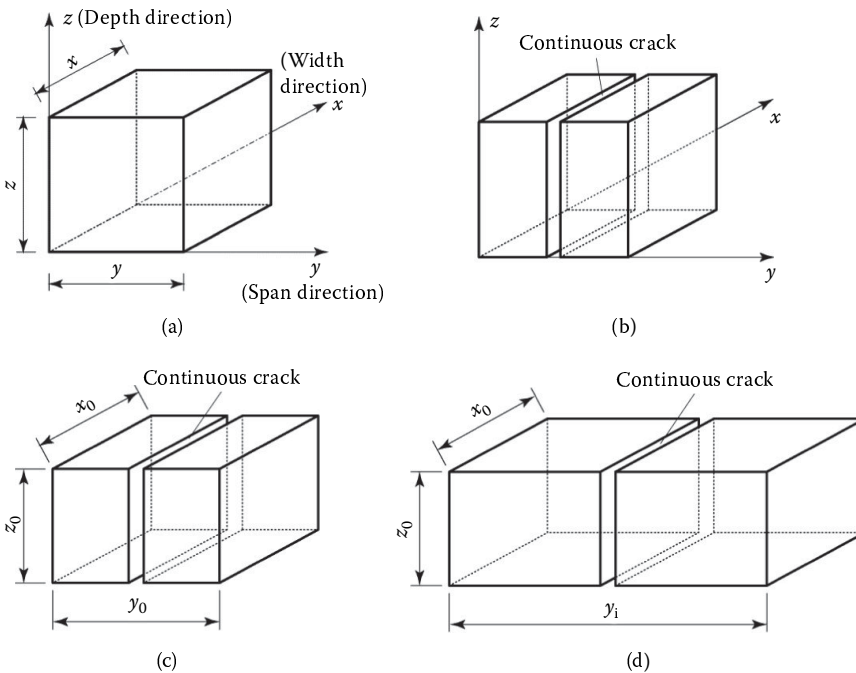 z (Depth direction)
x
(Width
direction)
x
z
y
y
(Span direction)
(a)
z
Continuous crack
x
y
(b)
Continuous crack
x₀
z₀
y₀
(c)
Continuous crack
x₀
z₀
yᵢ
(d)